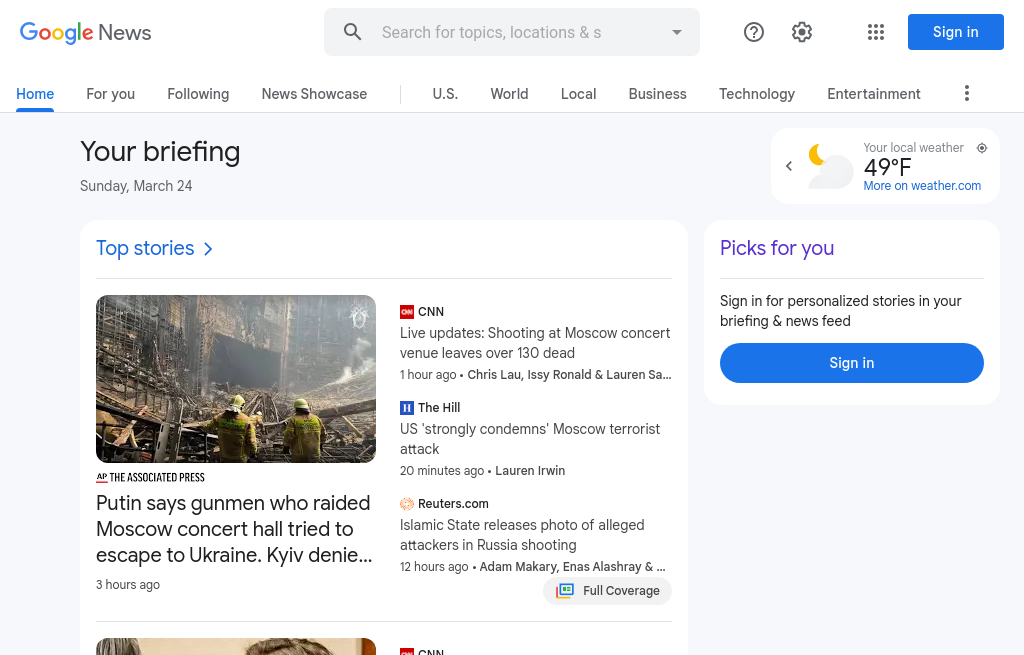 Google News
Search for topics, locations & s
Sign in
Home
For you
Following
News Showcase
U.S.
World
Local
Business
Technology
Entertainment
Your briefing
Sunday, March 24
Your local weather
49°F
More on weather.com
Top stories
THE ASSOCIATED PRESS
AP
Putin says gunmen who raided
Moscow concert hall tried to
escape to Ukraine. Kyiv denie...
3 hours ago
CNN
CNN
Live updates: Shooting at Moscow concert
venue leaves over 130 dead
1 hour ago • Chris Lau, Issy Ronald & Lauren Sa...
H
The Hill
US 'strongly condemns' Moscow terrorist
attack
20 minutes ago • Lauren Irwin
Reuters.com
Islamic State releases photo of alleged
attackers in Russia shooting
12 hours ago • Adam Makary, Enas Alashray & ...
Full Coverage
CNN
Picks for you
Sign in for personalized stories in your
briefing & news feed
Sign in